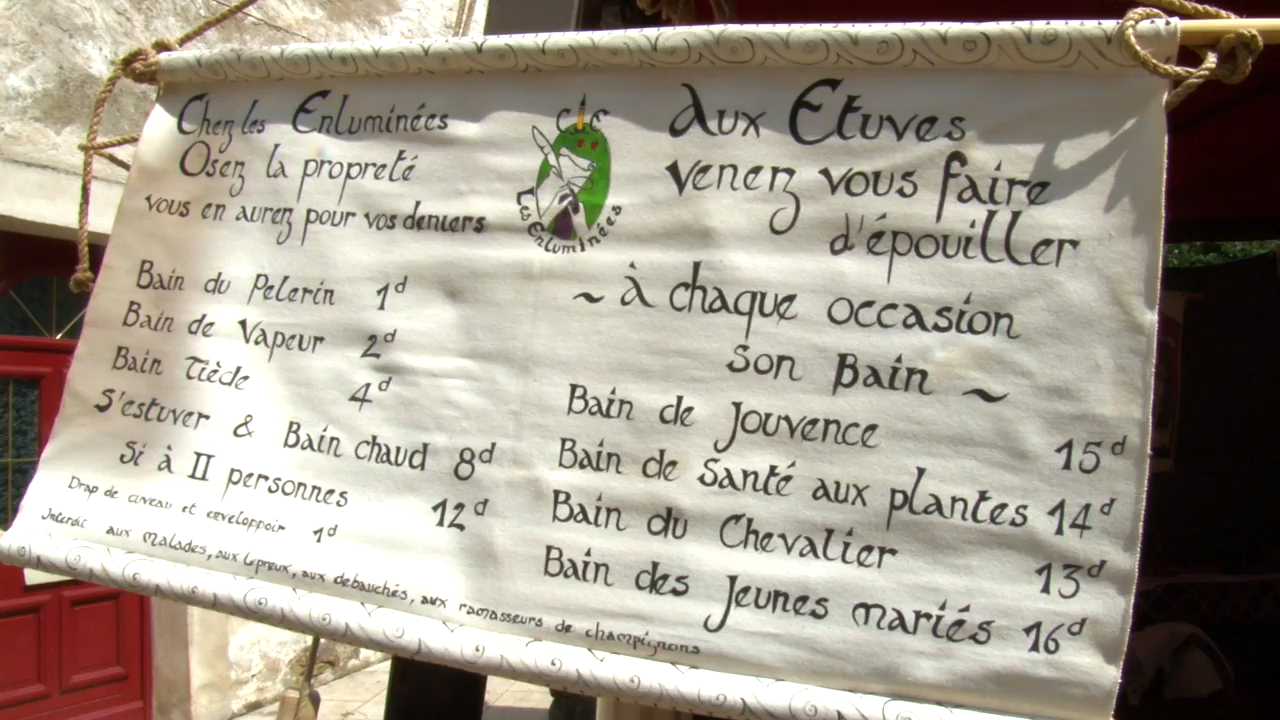 Chez les Enluminées
Osez la propreté
vous en aurez pour vos deniers
Bain du Pelerin 1d
Bain de Vapeur 2d
Bain Tiède 4d
S'estuver & Bain chaud 8d
Si à II personnes 12d
Drap de cuveau et enveloppoir 1d
Interdit aux malades, aux lepreux, aux debauchés, aux ramasseurs de champignons
Les Enluminées
Aux Etuves
venez vous faire
d'épouiller
~ à chaque occasion
son Bain ~
Bain de Jouvence 15d
Bain de Santé aux plantes 14d
Bain du Chevalier 13d
Bain des Jeunes mariés 16d